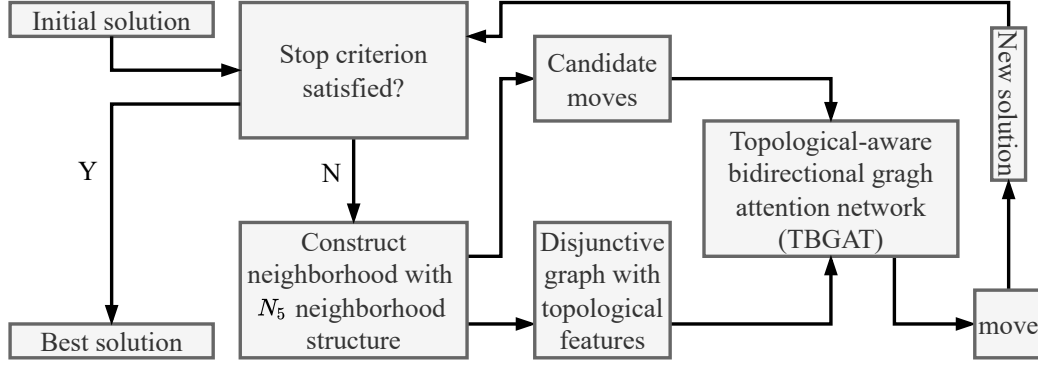 Initial solution
Stop criterion
satisfied?
Y
N
Best solution
Construct
neighborhood with
N5 neighborhood
structure
Candidate
moves
Disjunctive
graph with
topological
features
Topological-aware
bidirectional gragh
attention network
(TBGAT)
move
New solution